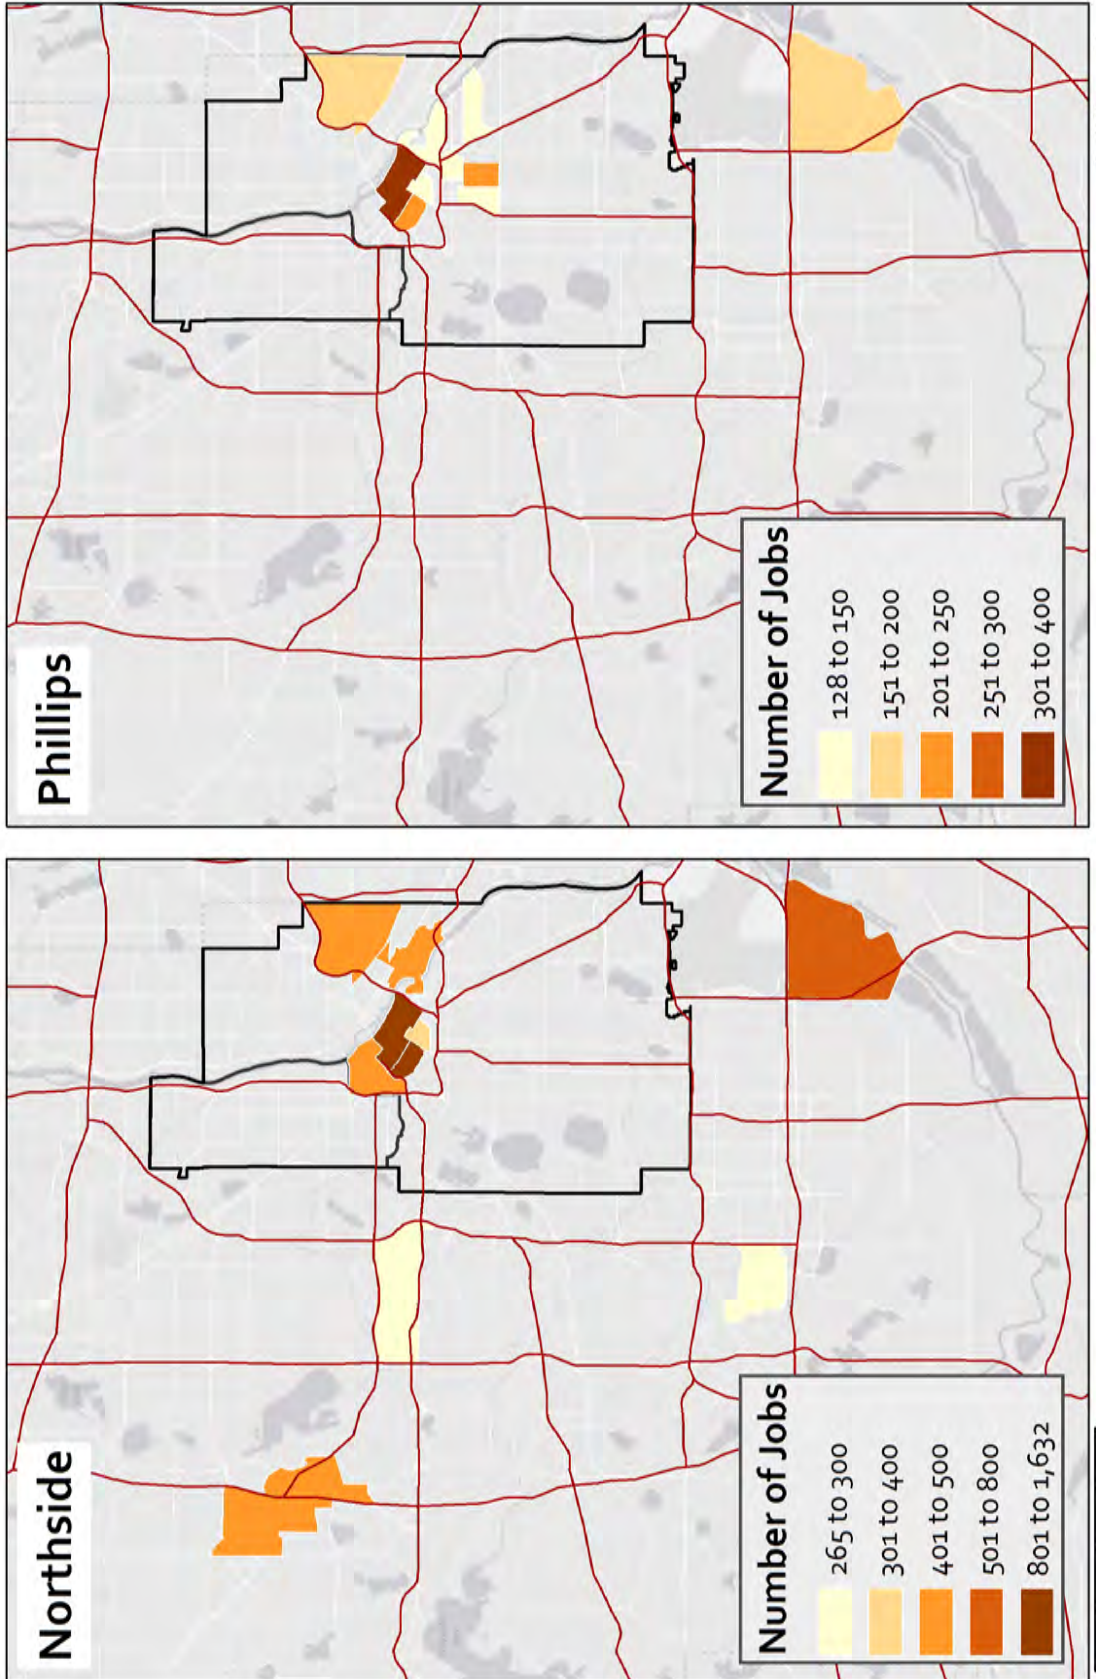 Northside
Number of Jobs
265 to 300
301 to 400
401 to 500
501 to 800
801 to 1,632
Phillips
Number of Jobs
128 to 150
151 to 200
201 to 250
251 to 300
301 to 400